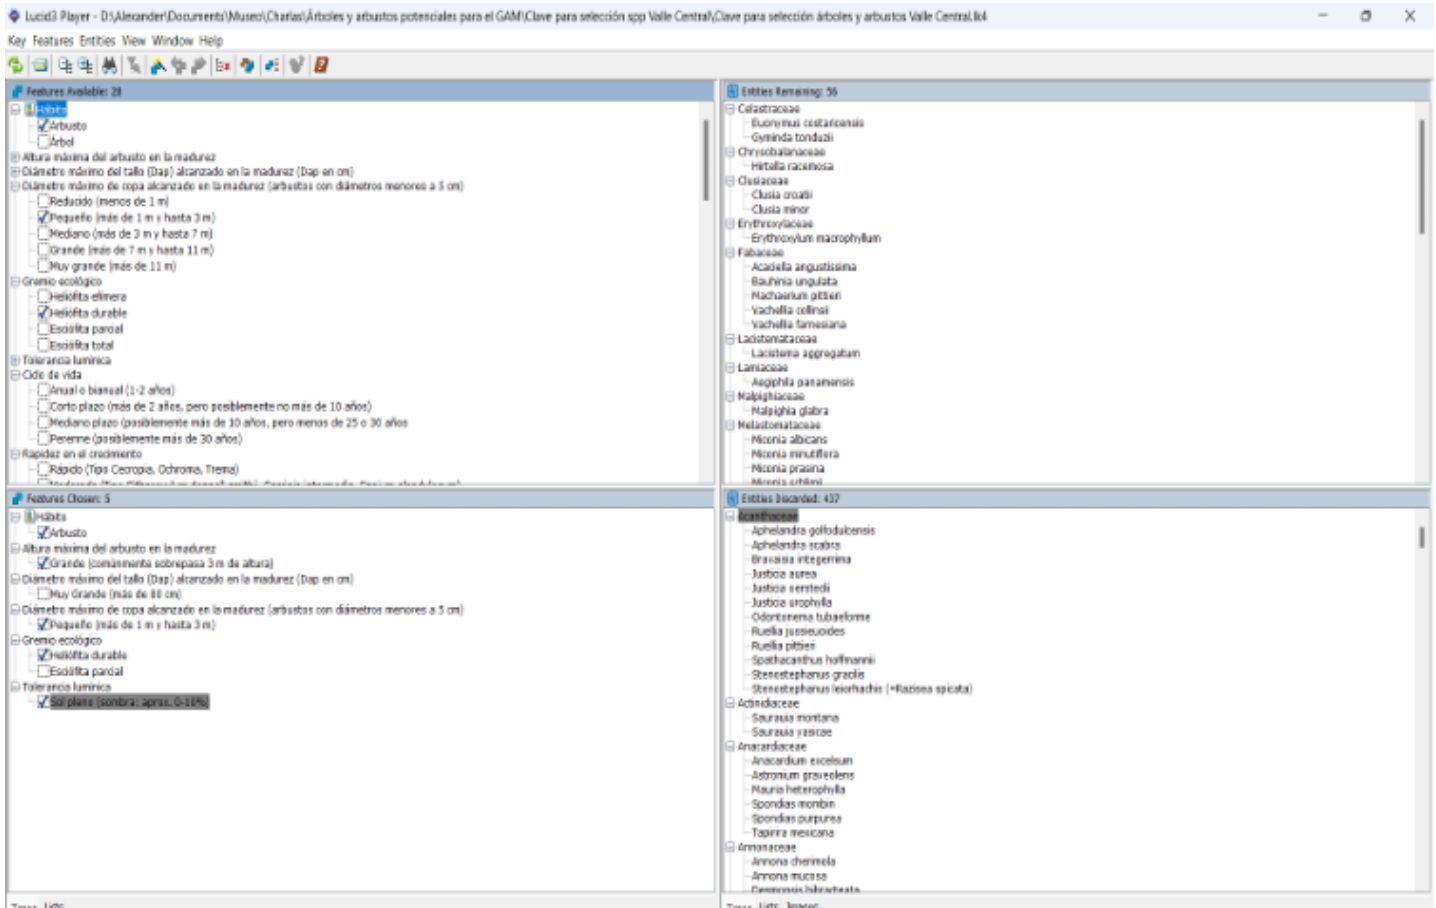 Lucid3 Player - D:\Alexander\Documents\Museo\Charlas\Árboles y arbustos potenciales para el GAM\Clave para selección spp Valle Central\Clave para selección árboles y arbustos Valle Central.lk4
Key Features Entities View Window Help
Features Available: 28
Hábito
Arbusto
Árbol
Altura máxima del arbusto en la madurez
Diámetro máximo del tallo (Dap) alcanzado en la madurez (Dap en cm)
Diámetro máximo de copa alcanzado en la madurez (arbustos con diámetros menores a 5 cm)
Reducido (menos de 1 m)
Pequeño (más de 1 m y hasta 3 m)
Mediano (más de 3 m y hasta 7 m)
Grande (más de 7 m y hasta 11 m)
Muy grande (más de 11 m)
Gremio ecológico
Heliófita efímera
Heliófita durable
Esciófita parcial
Esciófita total
Tolerancia lumínica
Ciclo de vida
Anual o bianual (1-2 años)
Corto plazo (más de 2 años, pero posiblemente no más de 10 años)
Mediano plazo (posiblemente más de 10 años, pero menos de 25 o 30 años
Perenne (posiblemente más de 30 años)
Rapidez en el crecimiento
Rápido (Tipo Cecropia, Ochroma, Trema)
Entities Remaining: 56
Celastraceae
Euonymus costaricensis
Gyminda tonduzii
Chrysobalanaceae
Hirtella racemosa
Clusiaceae
Clusia croatii
Clusia minor
Erythroxylaceae
Erythroxylum macrophyllum
Fabaceae
Acaciella angustissima
Bauhinia ungulata
Machaerium pittieri
Vachellia collinsii
Vachellia farnesiana
Lacistemataceae
Lacistema aggregatum
Lamiaceae
Aegiphila panamensis
Malpighiaceae
Malpighia glabra
Melastomataceae
Miconia albicans
Miconia minutiflora
Miconia prasina
Features Chosen: 5
Hábito
Arbusto
Altura máxima del arbusto en la madurez
Grande (comúnmente sobrepasa 3 m de altura)
Diámetro máximo del tallo (Dap) alcanzado en la madurez (Dap en cm)
Muy Grande (más de 80 cm)
Diámetro máximo de copa alcanzado en la madurez (arbustos con diámetros menores a 5 cm)
Pequeño (más de 1 m y hasta 3 m)
Gremio ecológico
Heliófita durable
Esciófita parcial
Tolerancia lumínica
Sol pleno (sombra: aprox. 0-10%)
Entities Discarded: 437
Acanthaceae
Aphelandra golfodulcensis
Aphelandra scabra
Bravaisia integerrima
Justicia aurea
Justicia oerstedii
Justicia urophylla
Odontonema tubaeforme
Ruellia jussieuoides
Ruellia pittieri
Spathacanthus hoffmannii
Stenostephanus gracilis
Stenostephanus leiorhachis (=Razisea spicata)
Actinidiaceae
Saurauia montana
Saurauia yasicae
Anacardiaceae
Anacardium excelsum
Astronium graveolens
Mauria heterophylla
Spondias mombin
Spondias purpurea
Tapirira mexicana
Annonaceae
Annona cherimola
Annona mucosa